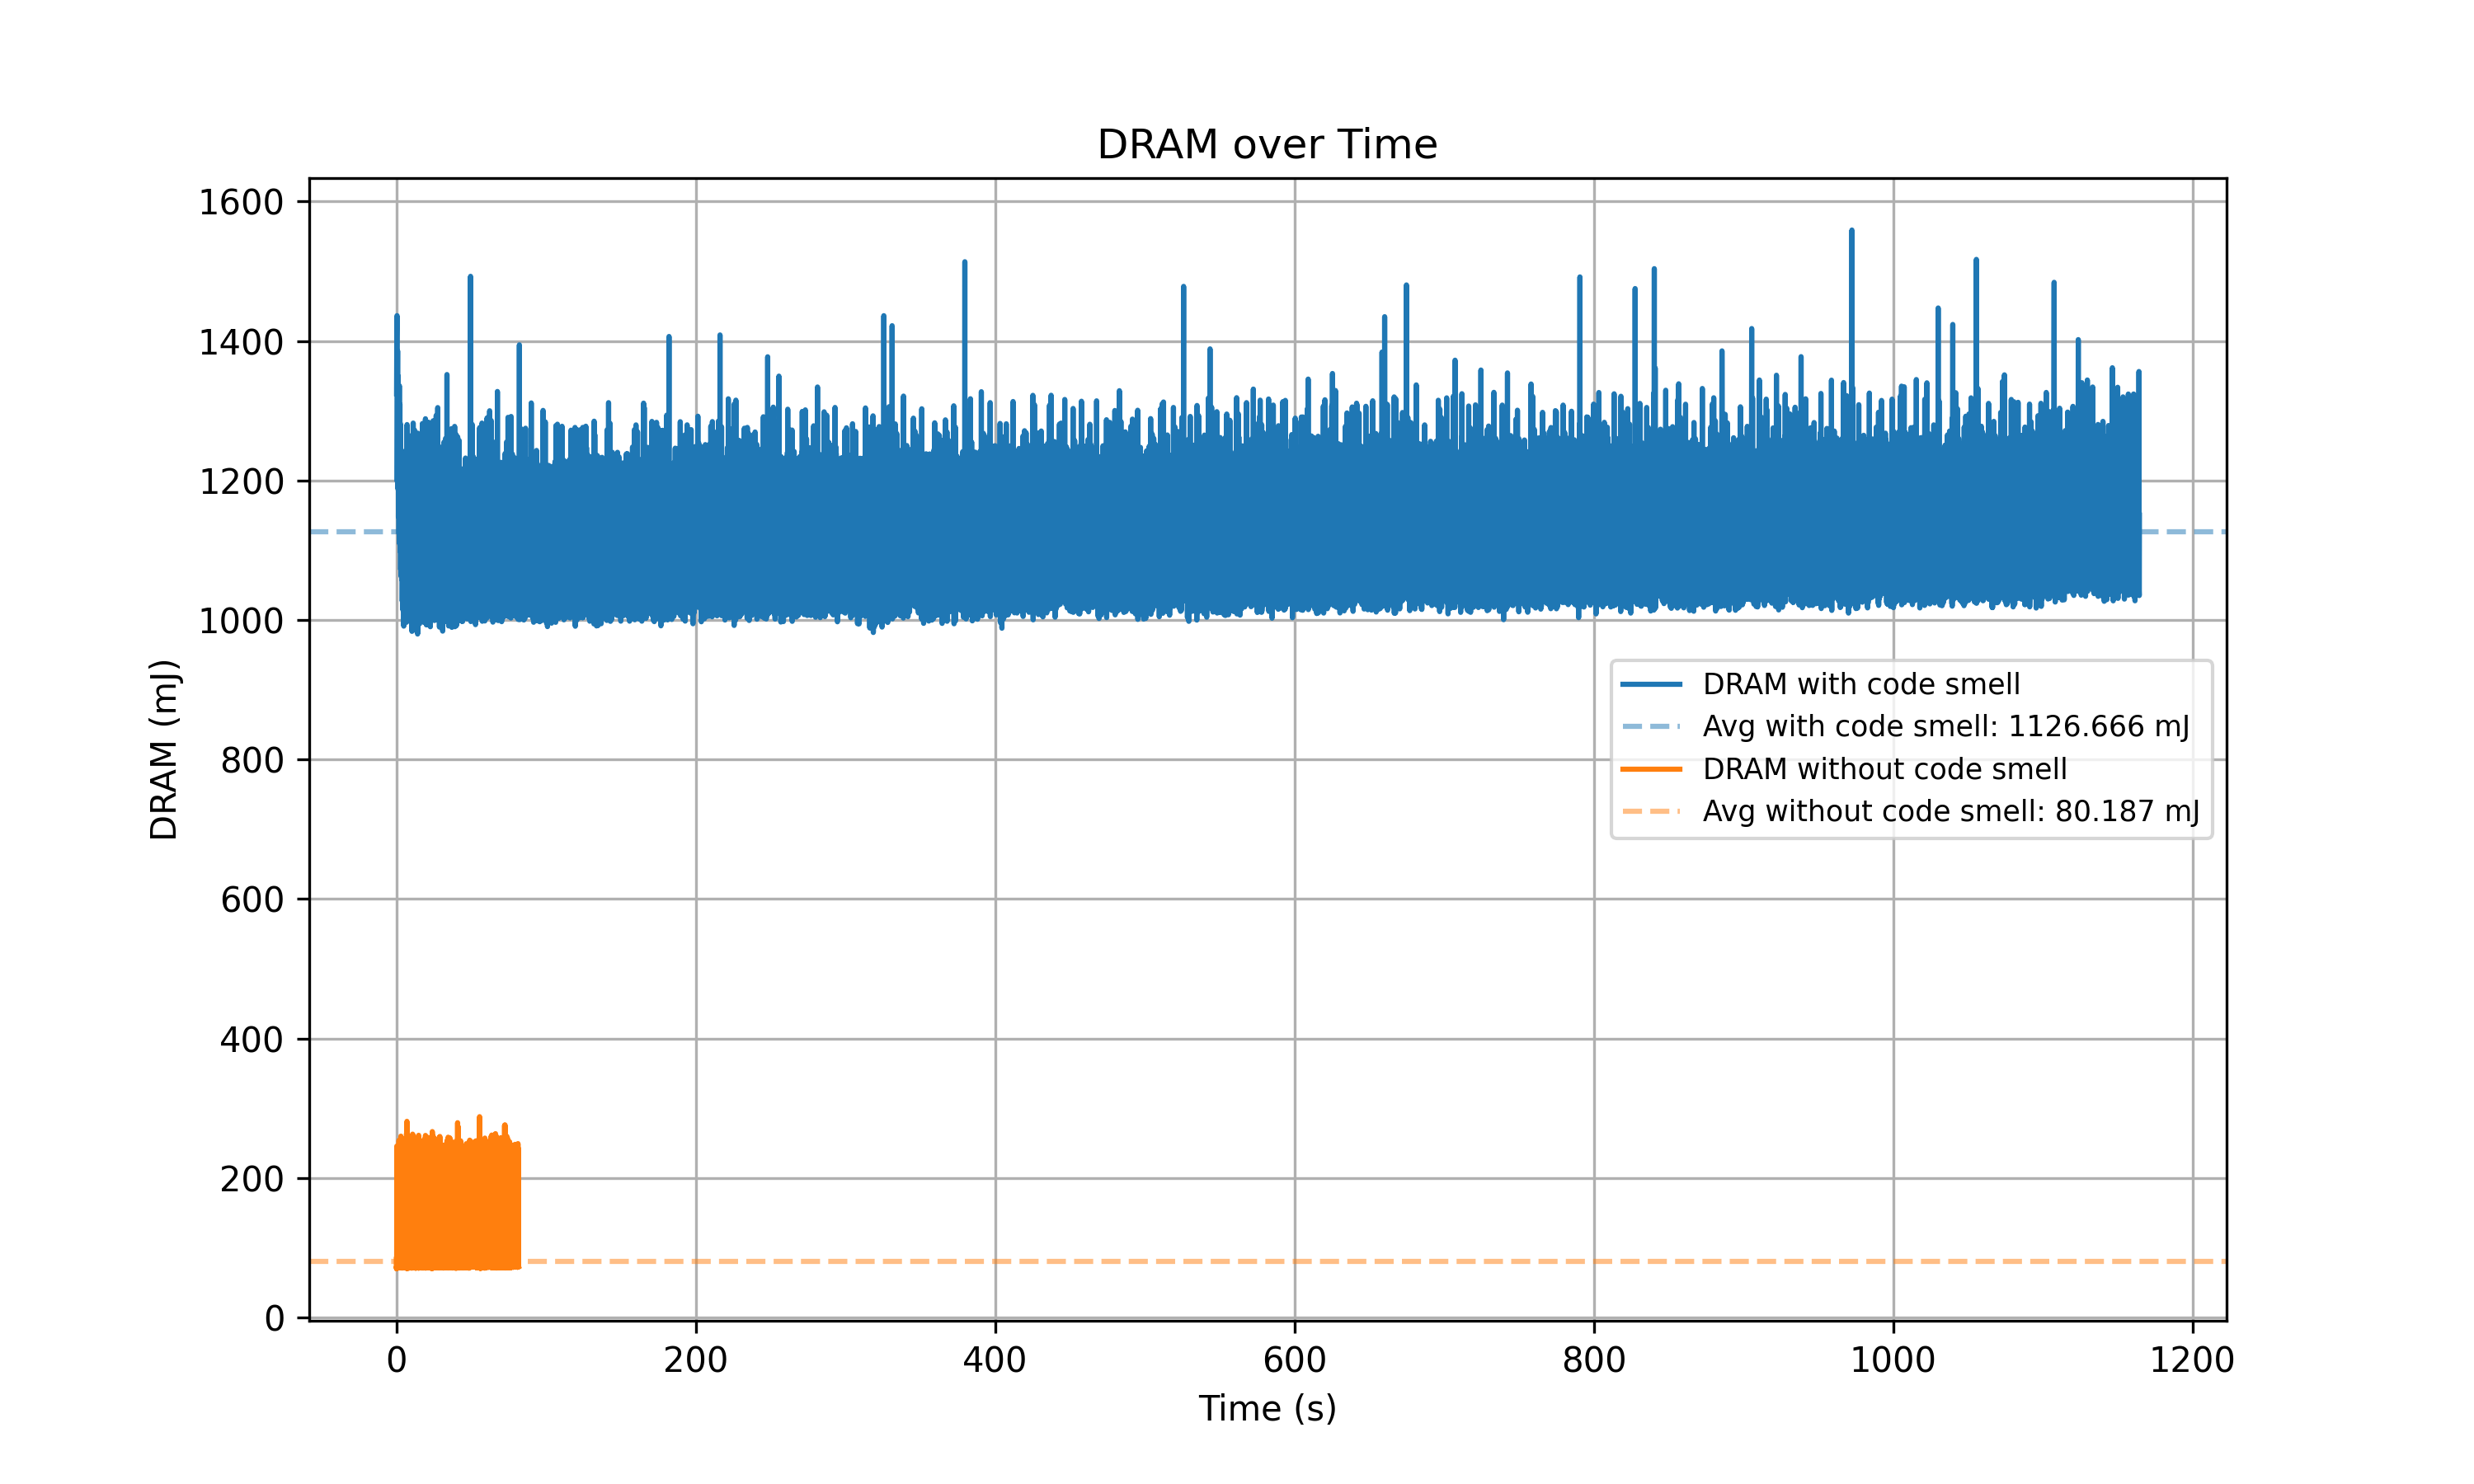 DRAM over Time
1600
1400
1200
1000
800
600
400
200
0
DRAM (mJ)
DRAM with code smell
Avg with code smell: 1126.666 mJ
DRAM without code smell
Avg without code smell: 80.187 mJ
0 200 400 600 800 1000 1200
Time (s)